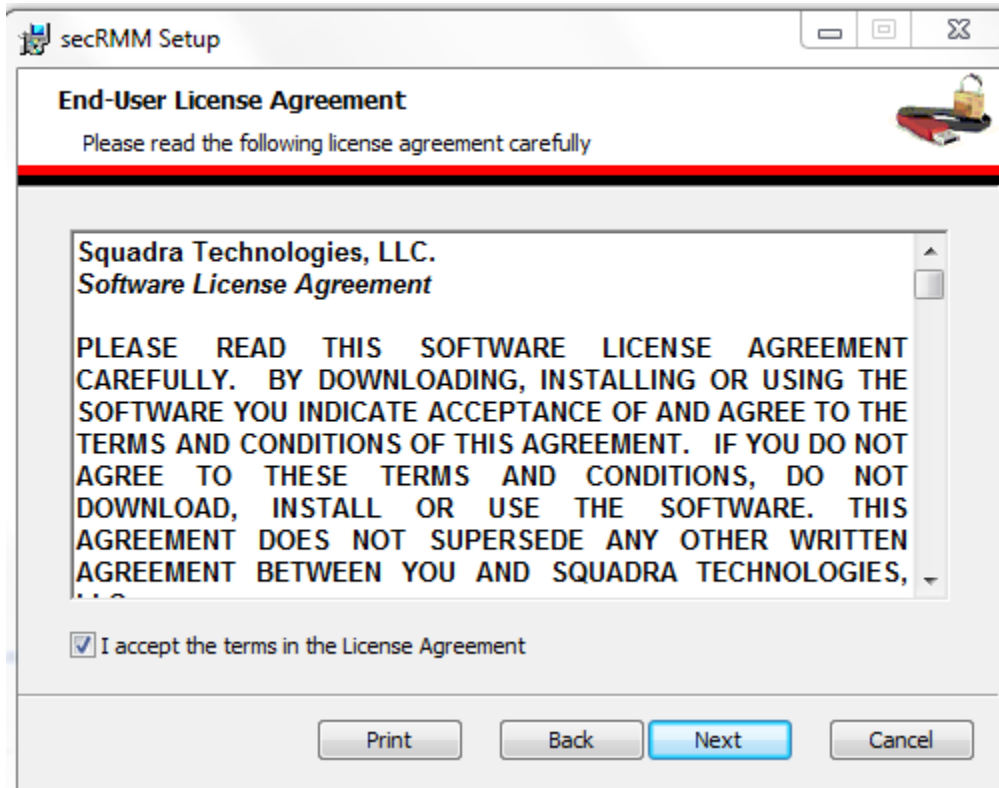 secRMM Setup
End-User License Agreement
Please read the following license agreement carefully
Squadra Technologies, LLC.
Software License Agreement
PLEASE READ THIS SOFTWARE LICENSE AGREEMENT
CAREFULLY. BY DOWNLOADING, INSTALLING OR USING THE
SOFTWARE YOU INDICATE ACCEPTANCE OF AND AGREE TO THE
TERMS AND CONDITIONS OF THIS AGREEMENT. IF YOU DO NOT
AGREE TO THESE TERMS AND CONDITIONS, DO NOT
DOWNLOAD, INSTALL OR USE THE SOFTWARE. THIS
AGREEMENT DOES NOT SUPERSEDE ANY OTHER WRITTEN
AGREEMENT BETWEEN YOU AND SQUADRA TECHNOLOGIES,
I accept the terms in the License Agreement
Print Back Next Cancel